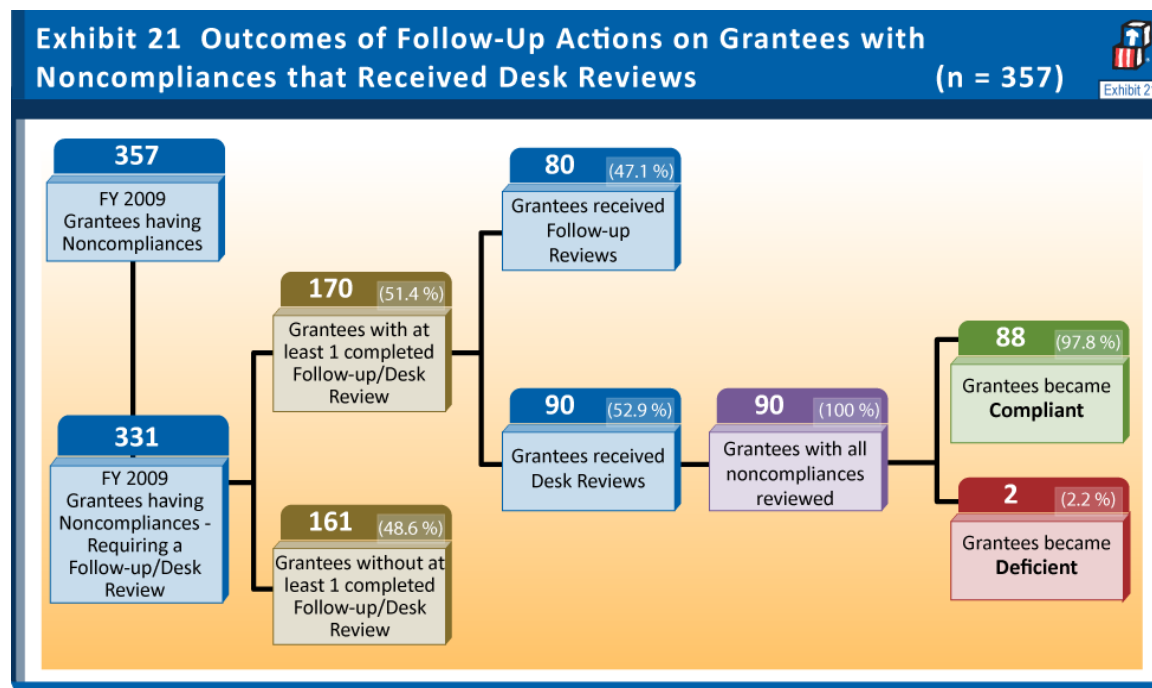 Exhibit 21 Outcomes of Follow-Up Actions on Grantees with
Noncompliances that Received Desk Reviews (n = 357)
Exhibit 21
357
FY 2009
Grantees having
Noncompliances
331
FY 2009
Grantees having
Noncompliances -
Requiring a
Follow-up/Desk
Review
170 (51.4 %)
Grantees with at
least 1 completed
Follow-up/Desk
Review
161 (48.6 %)
Grantees without at
least 1 completed
Follow-up/Desk
Review
80 (47.1 %)
Grantees received
Follow-up
Reviews
90 (52.9 %)
Grantees received
Desk Reviews
90 (100 %)
Grantees with all
noncompliances
reviewed
88 (97.8 %)
Grantees became
Compliant
2 (2.2 %)
Grantees became
Deficient